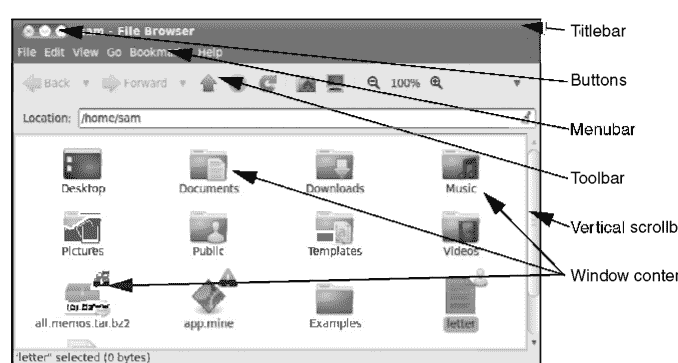 sam - File Browser
Titlebar
File Edit View Go Help
Buttons
Back Forward 100%
Menubar
Location: /home/sam
Toolbar
Desktop Documents Downloads Music
Vertical scrollb
Pictures Public Templates Videos
Window conter
all.memos.tar.bz2 app.mine Examples letter
"letter" selected (0 bytes)